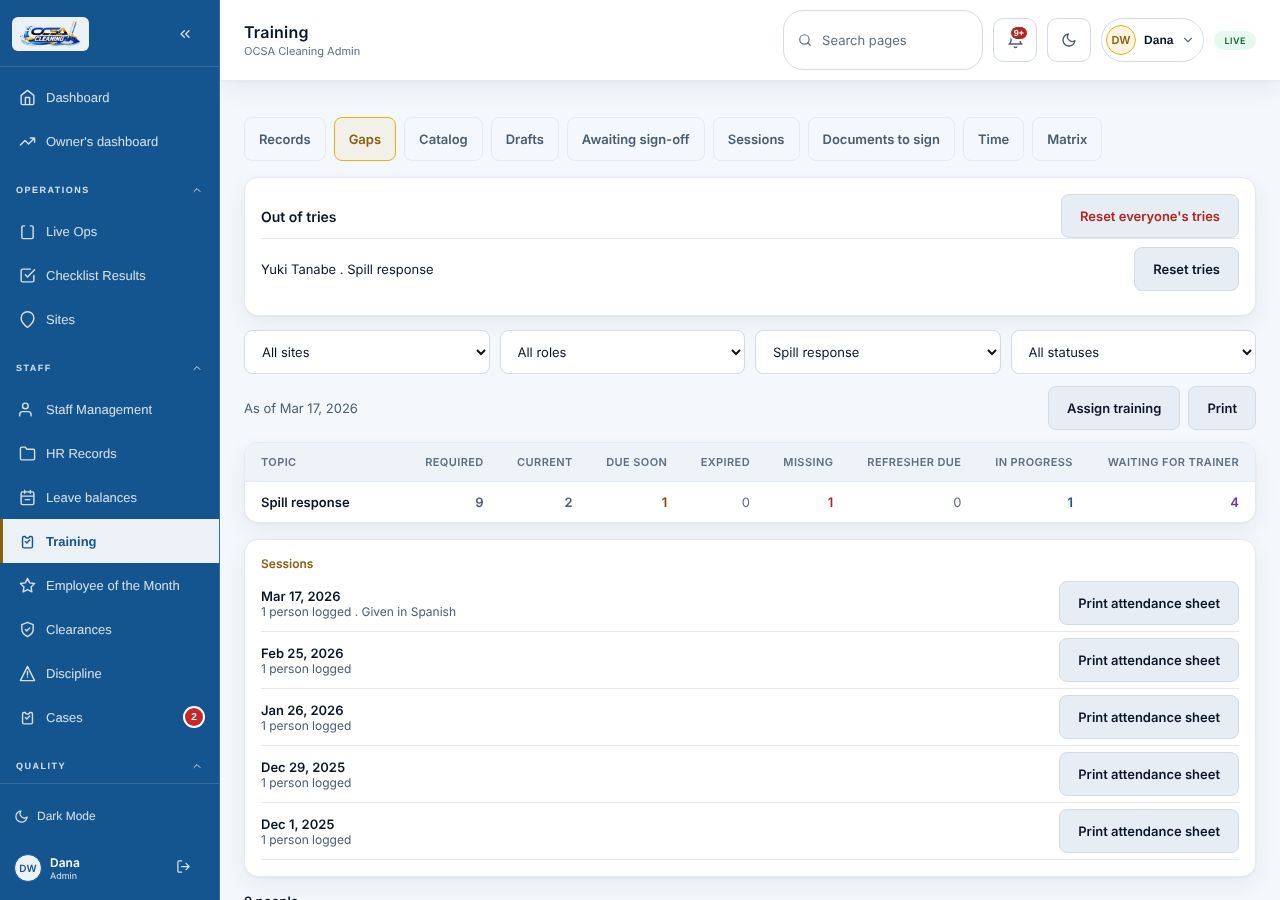 OCSA
CLEANING
Dashboard
Owner's dashboard
OPERATIONS
Live Ops
Checklist Results
Sites
STAFF
Staff Management
HR Records
Leave balances
Training
Employee of the Month
Clearances
Discipline
Cases 2
QUALITY
Dark Mode
DW Dana
Admin
Training
OCSA Cleaning Admin
Search pages
9+
DW Dana
LIVE
Records Gaps Catalog Drafts Awaiting sign-off Sessions Documents to sign Time Matrix
Out of tries Reset everyone's tries
Yuki Tanabe . Spill response Reset tries
All sites All roles Spill response All statuses
As of Mar 17, 2026 Assign training Print
TOPIC REQUIRED CURRENT DUE SOON EXPIRED MISSING REFRESHER DUE IN PROGRESS WAITING FOR TRAINER
Spill response 9 2 1 0 1 0 1 4
Sessions
Mar 17, 2026
1 person logged . Given in Spanish
Print attendance sheet
Feb 25, 2026
1 person logged
Print attendance sheet
Jan 26, 2026
1 person logged
Print attendance sheet
Dec 29, 2025
1 person logged
Print attendance sheet
Dec 1, 2025
1 person logged
Print attendance sheet